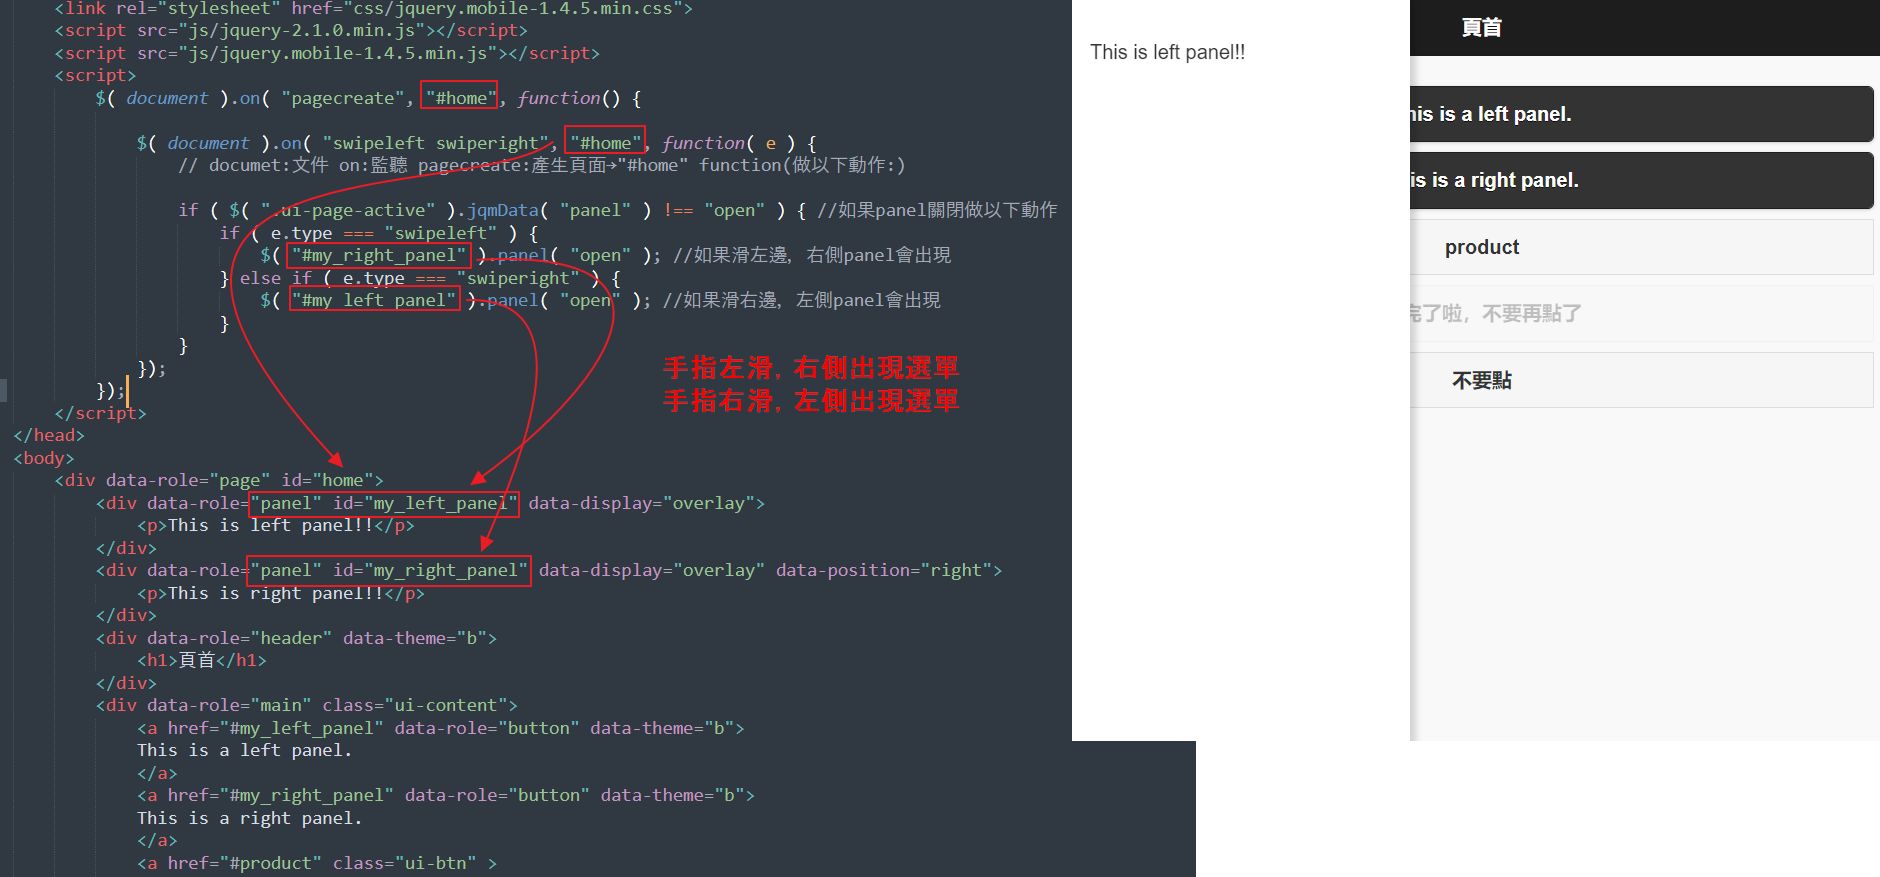 <link rel="stylesheet" href="css/jquery.mobile-1.4.5.min.css">
<script src="js/jquery-2.1.0.min.js"></script>
<script src="js/jquery.mobile-1.4.5.min.js"></script>
<script>
$( document ).on( "pagecreate", "#home", function() {
$( document ).on( "swipeleft swiperight", "#home", function( e ) {
// documet:文件 on:監聽 pagecreate:產生頁面→"#home" function(做以下動作:)
if ( $( ".ui-page-active" ).jqmData( "panel" ) !== "open" ) { //如果panel關閉做以下動作
if ( e.type === "swipeleft" ) {
$( "#my_right_panel" ).panel( "open" ); //如果滑左邊, 右側panel會出現
} else if ( e.type === "swiperight" ) {
$( "#my_left_panel" ).panel( "open" ); //如果滑右邊, 左側panel會出現
}
}
});
});
</script>
</head>
<body>
<div data-role="page" id="home">
<div data-role="panel" id="my_left_panel" data-display="overlay">
<p>This is left panel!!</p>
</div>
<div data-role="panel" id="my_right_panel" data-display="overlay" data-position="right">
<p>This is right panel!!</p>
</div>
<div data-role="header" data-theme="b">
<h1>頁首</h1>
</div>
<div data-role="main" class="ui-content">
<a href="#my_left_panel" data-role="button" data-theme="b">
This is a left panel.
</a>
<a href="#my_right_panel" data-role="button" data-theme="b">
This is a right panel.
</a>
<a href="#product" class="ui-btn" >
手指左滑, 右側出現選單
手指右滑, 左側出現選單
This is left panel!!
頁首
his is a left panel.
is is a right panel.
product
完了啦，不要再點了
不要點